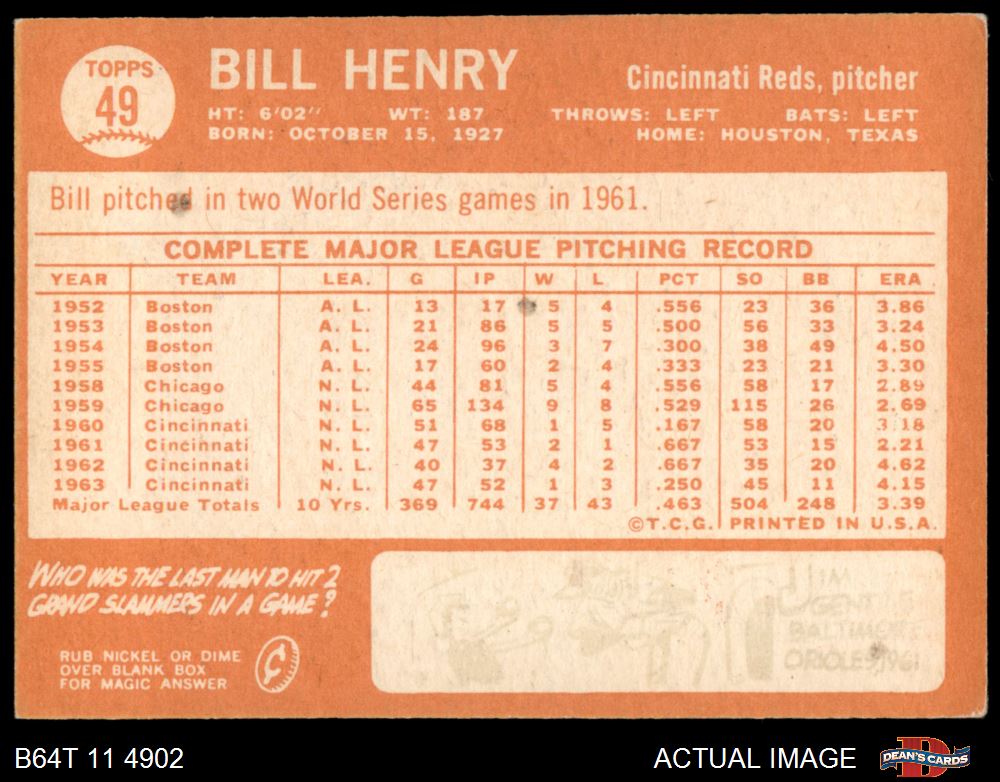 TOPPS
49
BILL HENRY
Cincinnati Reds, pitcher
HT: 6'02" WT: 187 THROWS: LEFT BATS: LEFT
BORN: OCTOBER 15, 1927 HOME: HOUSTON, TEXAS
Bill pitched in two World Series games in 1961.
COMPLETE MAJOR LEAGUE PITCHING RECORD
YEAR TEAM LEA. G IP W L PCT SO BB ERA
1952 Boston A. L. 13 17 5 4 .556 23 36 3.86
1953 Boston A. L. 21 86 5 5 .500 56 33 3.24
1954 Boston A. L. 24 96 3 7 .300 38 49 4.50
1955 Boston A. L. 17 60 2 4 .333 23 21 3.30
1958 Chicago N. L. 44 81 5 4 .556 58 17 2.89
1959 Chicago N. L. 65 134 9 8 .529 115 26 2.69
1960 Cincinnati N. L. 51 68 1 5 .167 58 20 3.18
1961 Cincinnati N. L. 47 53 2 1 .667 53 15 2.21
1962 Cincinnati N. L. 40 37 4 2 .667 35 20 4.62
1963 Cincinnati N. L. 47 52 1 3 .250 45 11 4.15
Major League Totals 10 Yrs. 369 744 37 43 .463 504 248 3.39
©T.C.G. PRINTED IN U.S.A.
WHO WAS THE LAST MAN TO HIT 2
GRAND SLAMMERS IN A GAME?
RUB NICKEL OR DIME
OVER BLANK BOX
FOR MAGIC ANSWER
JIM
GENTILE
BALTIMORE
ORIOLES 1961
B64T 11 4902
ACTUAL IMAGE
DEAN'S CARDS